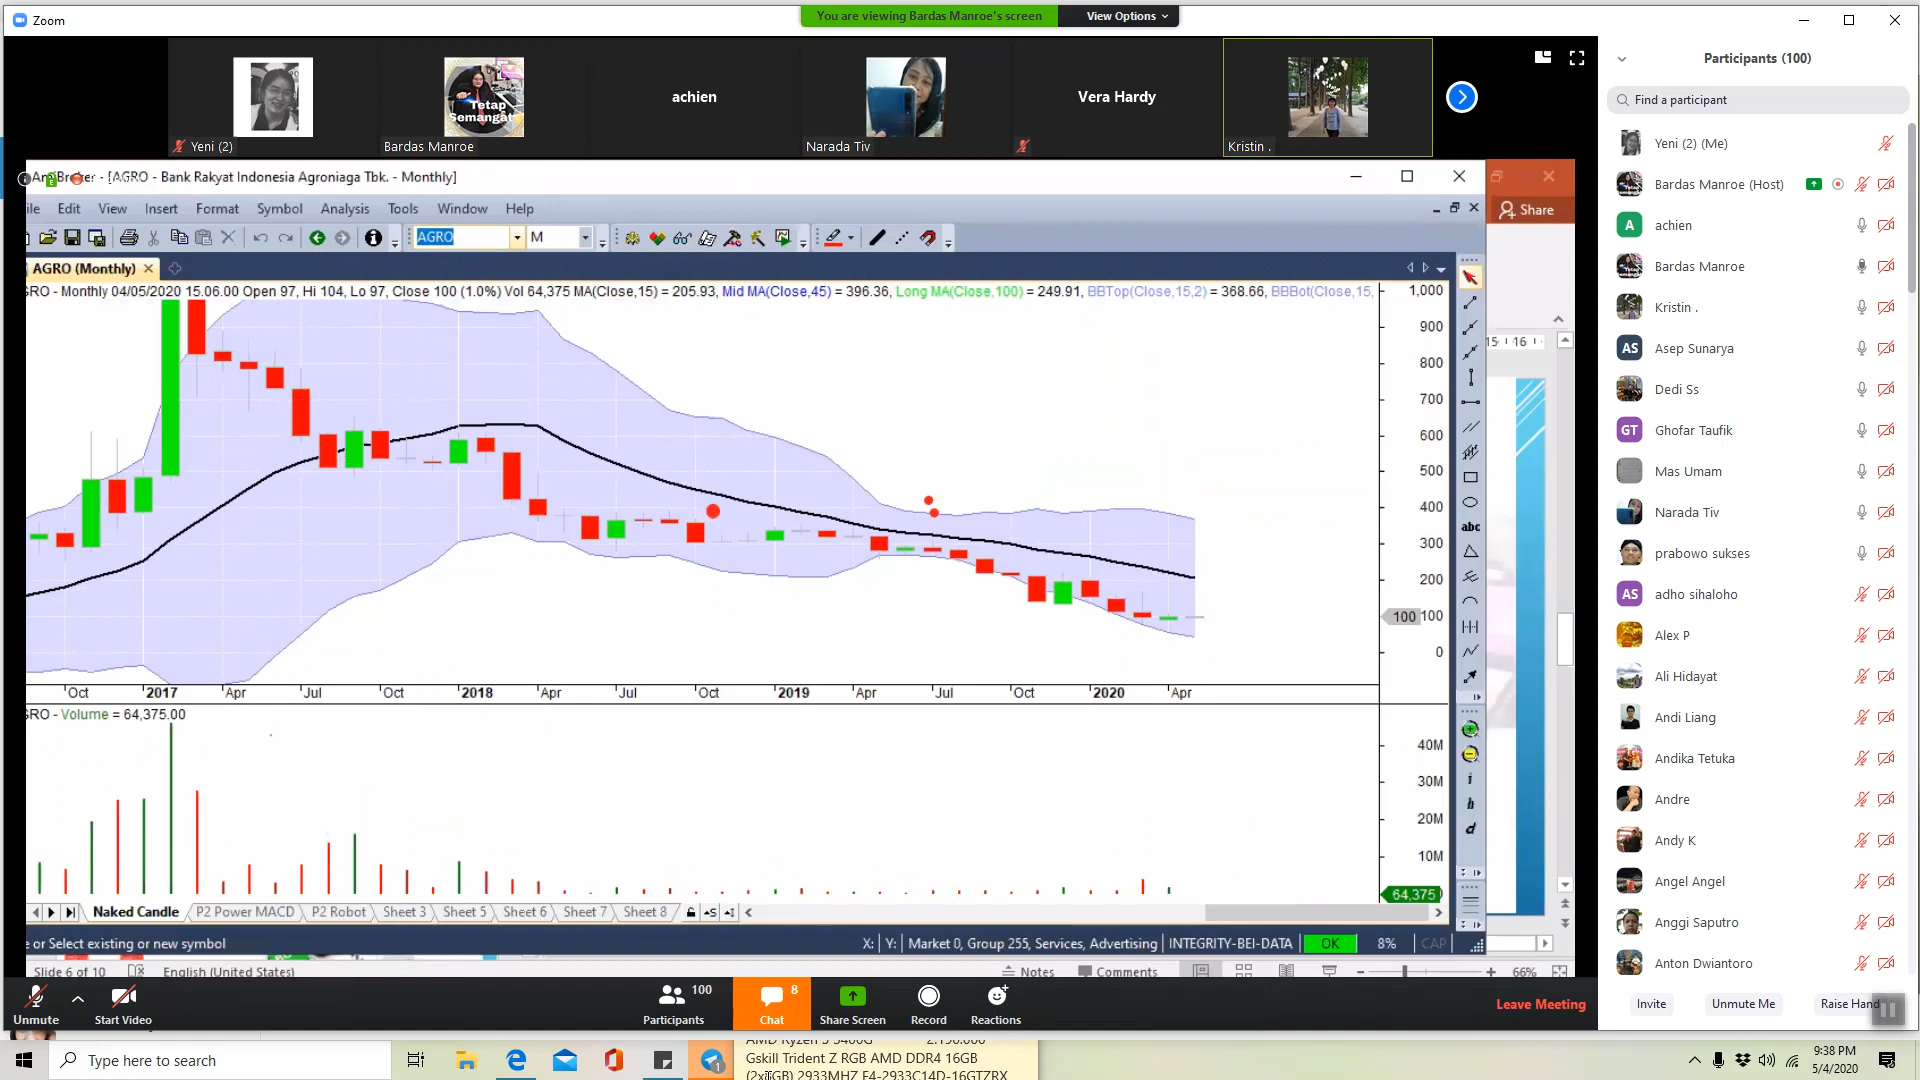 Zoom
You are viewing Bardas Manroe's screen
View Options
Tetap
Semangat
achien
Vera Hardy
Yeni (2)
Bardas Manroe
Narada Tiv
Kristin .
- [AGRO - Bank Rakyat Indonesia Agroniaga Tbk. - Monthly]
ile Edit View Insert Format Symbol Analysis Tools Window Help
Share
AGRO
M
AGRO (Monthly)
GRO - Monthly 04/05/2020 15.06.00 Open 97, Hi 104, Lo 97, Close 100 (1.0%) Vol 64,375 MA(Close,15) = 205.93, Mid MA(Close,45) = 396.36, Long MA(Close,100) = 249.91, BBTop(Close,15,2) = 368.66, BBBot(Close,15,
1,000
900
800
700
600
500
400
300
200
100 100
0
Oct 2017 Apr Jul Oct 2018 Apr Jul Oct 2019 Apr Jul Oct 2020 Apr
GRO - Volume = 64,375.00
40M
30M
20M
10M
64,375
abc
i
h
d
15 16
Naked Candle P2 Power MACD P2 Robot Sheet 3 Sheet 5 Sheet 6 Sheet 7 Sheet 8
e or Select existing or new symbol
X: Y: Market 0, Group 255, Services, Advertising INTEGRITY-BEI-DATA OK 8% CAP
Slide 6 of 10 English (United States)
Notes Comments 66%
Unmute
Start Video
100
Participants
8
Chat
Share Screen
Record
Reactions
Leave Meeting
Participants (100)
Find a participant
Yeni (2) (Me)
Bardas Manroe (Host)
A achien
Bardas Manroe
Kristin .
AS Asep Sunarya
Dedi Ss
GT Ghofar Taufik
Mas Umam
Narada Tiv
prabowo sukses
AS adho sihaloho
Alex P
Ali Hidayat
Andi Liang
Andika Tetuka
Andre
Andy K
Angel Angel
Anggi Saputro
Anton Dwiantoro
Invite
Unmute Me
Raise Hand
Type here to search
1
Gskill Trident Z RGB AMD DDR4 16GB
9:38 PM
5/4/2020